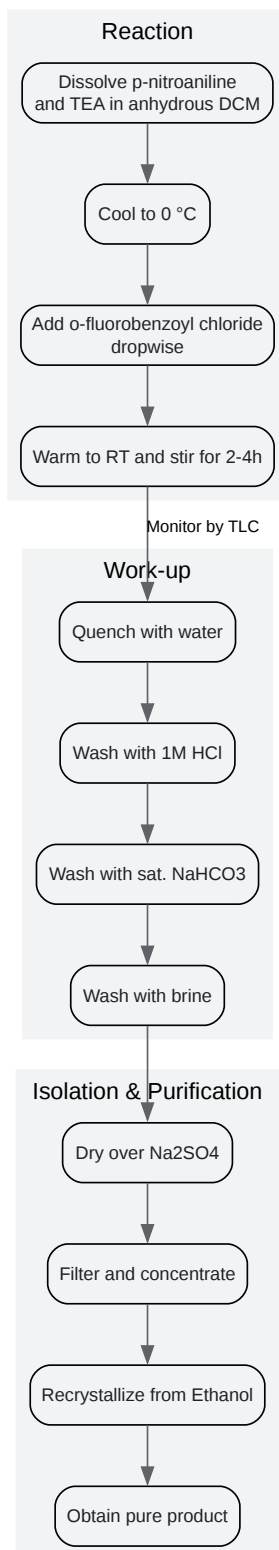 Reaction
Dissolve p-nitroaniline
and TEA in anhydrous DCM
Cool to 0 °C
Add o-fluorobenzoyl chloride
dropwise
Warm to RT and stir for 2-4h
Monitor by TLC
Work-up
Quench with water
Wash with 1M HCl
Wash with sat. NaHCO3
Wash with brine
Isolation & Purification
Dry over Na2SO4
Filter and concentrate
Recrystallize from Ethanol
Obtain pure product